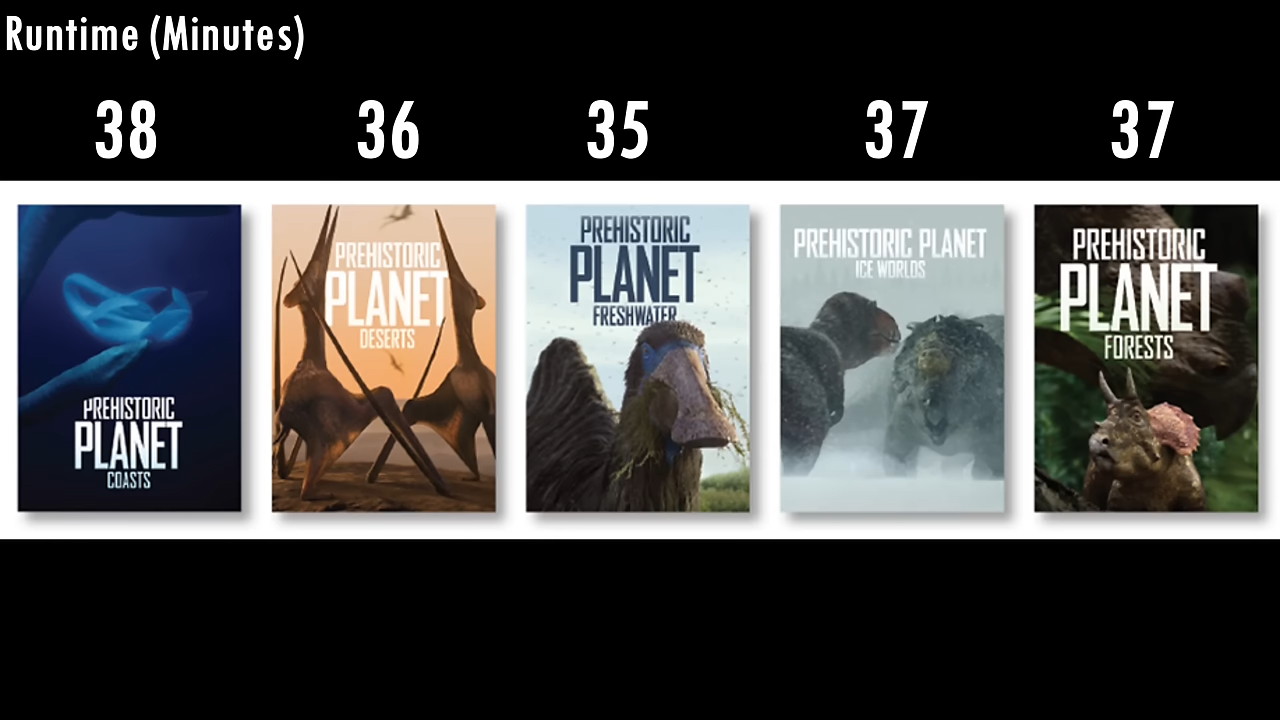 Runtime (Minutes)
38 36 35 37 37
PREHISTORIC
PLANET
COASTS
PREHISTORIC
PLANET
DESERTS
PREHISTORIC
PLANET
FRESHWATER
PREHISTORIC PLANET
ICE WORLDS
PREHISTORIC
PLANET
FORESTS